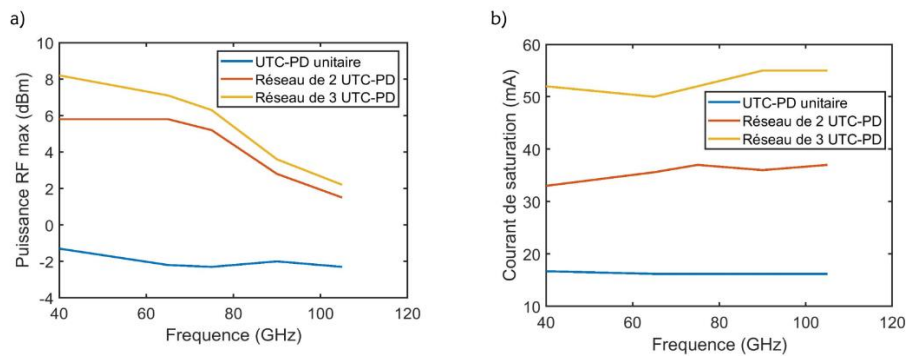 a)
Puissance RF max (dBm)
10
8
6
4
2
0
-2
-4
40
60
80
100
120
Frequence (GHz)
UTC-PD unitaire
Réseau de 2 UTC-PD
Réseau de 3 UTC-PD
b)
Courant de saturation (mA)
60
50
40
30
20
10
40
60
80
100
120
Frequence (GHz)
UTC-PD unitaire
Réseau de 2 UTC-PD
Réseau de 3 UTC-PD